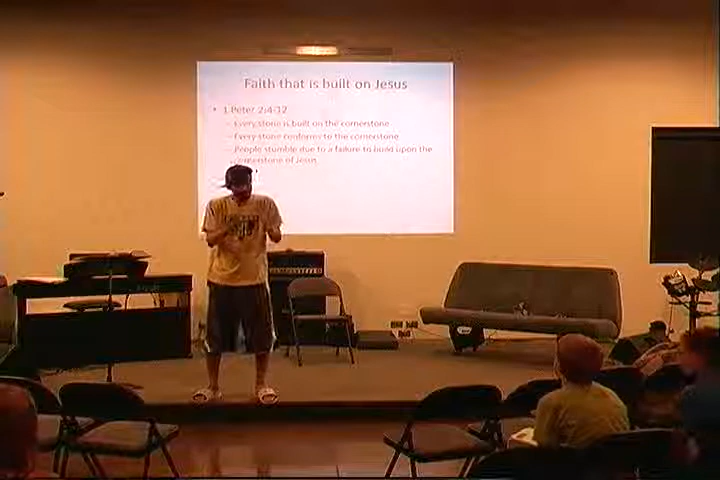 Faith that is built on Jesus
• 1 Peter 2:4-12
– Every stone is built on the cornerstone
– Every stone conforms to the cornerstone
– People stumble due to a failure to build upon the
cornerstone of Jesus